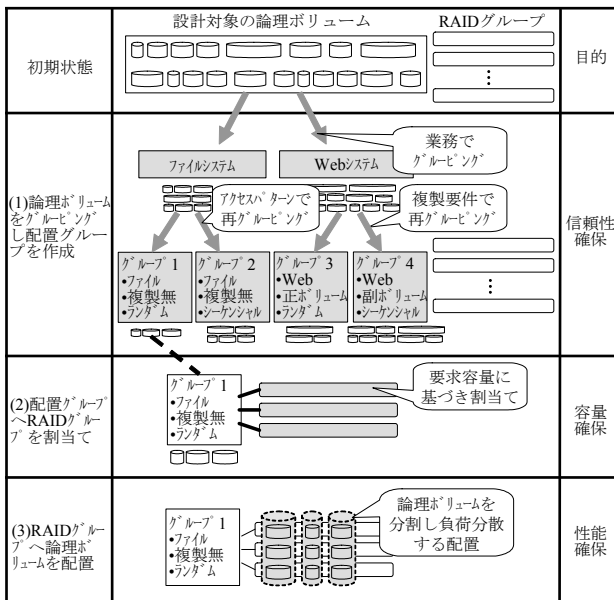 設計対象の論理ボリューム
RAIDグループ
初期状態
目的
業務で
グルーピング
ファイルシステム
Webシステム
(1)論理ボリューム
をグルーピング
し配置グルー
プを作成
アクセスパターンで
再グルーピング
複製要件で
再グルーピング
信頼性
確保
グループ1
•ファイル
•複製無
•ランダム
グループ2
•ファイル
•複製無
•シーケンシャル
グループ3
•Web
•正ボリューム
•ランダム
グループ4
•Web
•副ボリューム
•シーケンシャル
(2)配置グループ
へRAIDグルー
プを割当て
グループ1
•ファイル
•複製無
•ランダム
要求容量に
基づき割当て
容量
確保
(3)RAIDグルー
プへ論理ボ
リュームを配置
グループ1
•ファイル
•複製無
•ランダム
論理ボリュームを
分割し負荷分散
する配置
性能
確保